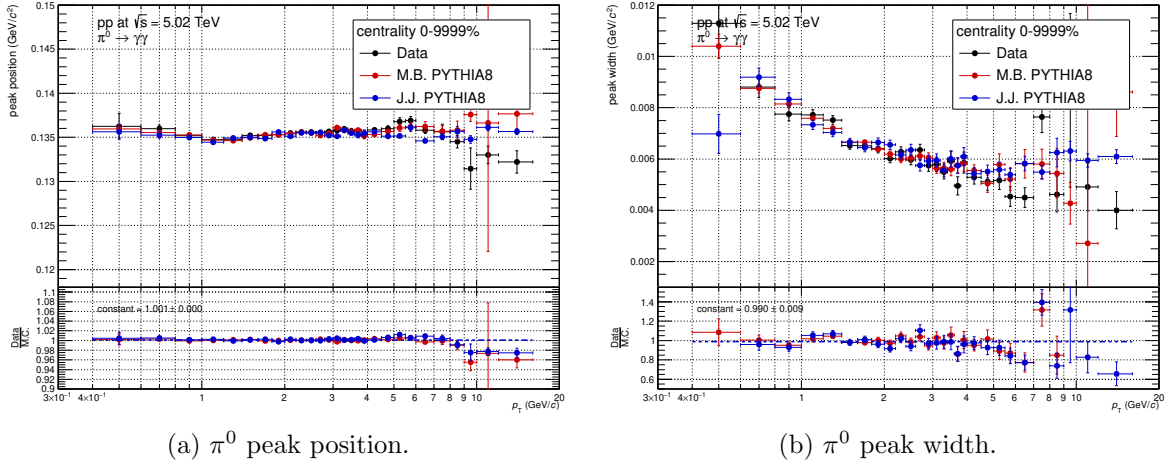 0.15
0.145
0.14
0.135
0.13
0.125
0.12
peak position (GeV/c²)
pp at √s = 5.02 TeV
π⁰ → γγ
centrality 0-9999%
Data
M.B. PYTHIA8
J.J. PYTHIA8
1.1
1.08
1.06
1.04
1.02
1
0.98
0.96
0.94
0.92
0.9
Data
M.C.
constant = 1.001 ± 0.000
3×10⁻¹ 4×10⁻¹ 1 2 3 4 5 6 7 8 9 10 20
p_T (GeV/c)
(a) π⁰ peak position.
0.012
0.01
0.008
0.006
0.004
0.002
peak width (GeV/c²)
pp at √s = 5.02 TeV
π⁰ → γγ
centrality 0-9999%
Data
M.B. PYTHIA8
J.J. PYTHIA8
1.4
1.2
1
0.8
0.6
Data
M.C.
constant = 0.990 ± 0.009
3×10⁻¹ 4×10⁻¹ 1 2 3 4 5 6 7 8 9 10 20
p_T (GeV/c)
(b) π⁰ peak width.